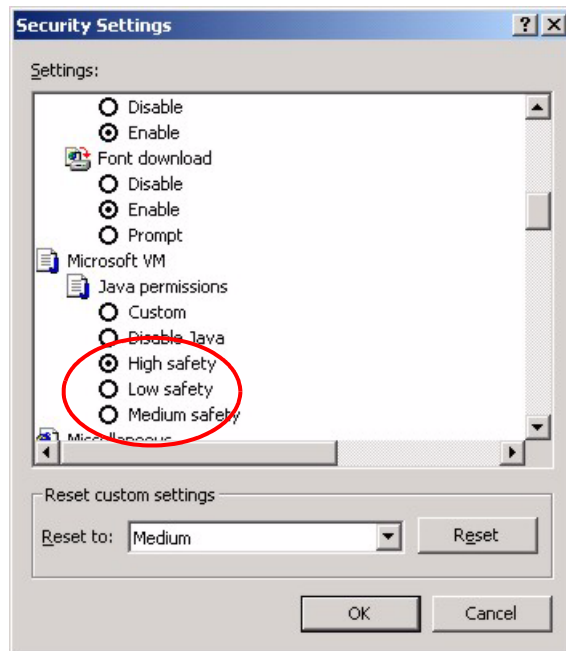 Security Settings
Settings:
Disable
Enable
Font download
Disable
Enable
Prompt
Microsoft VM
Java permissions
Custom
Disable Java
High safety
Low safety
Medium safety
Miscellaneous
Reset custom settings
Reset to: Medium Reset
OK Cancel